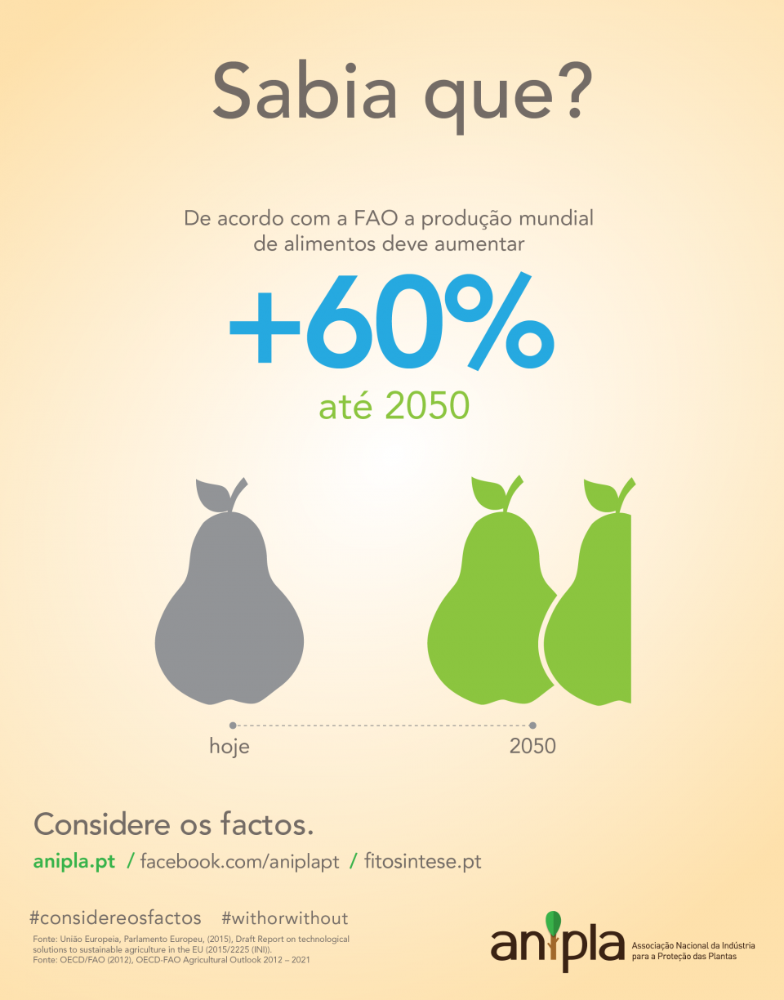 Sabia que?
De acordo com a FAO a produção mundial
de alimentos deve aumentar
+60%
até 2050
hoje
2050
Considere os factos.
anipla.pt / facebook.com/aniplapt / fitosintese.pt
#considereosfactos #withorwithout
Fonte: União Europeia, Parlamento Europeu, (2015), Draft Report on technological
solutions to sustainable agriculture in the EU (2015/2225 (INI)).
Fonte: OECD/FAO (2012), OECD-FAO Agricultural Outlook 2012 – 2021
anipla
Associação Nacional da Indústria
para a Proteção das Plantas